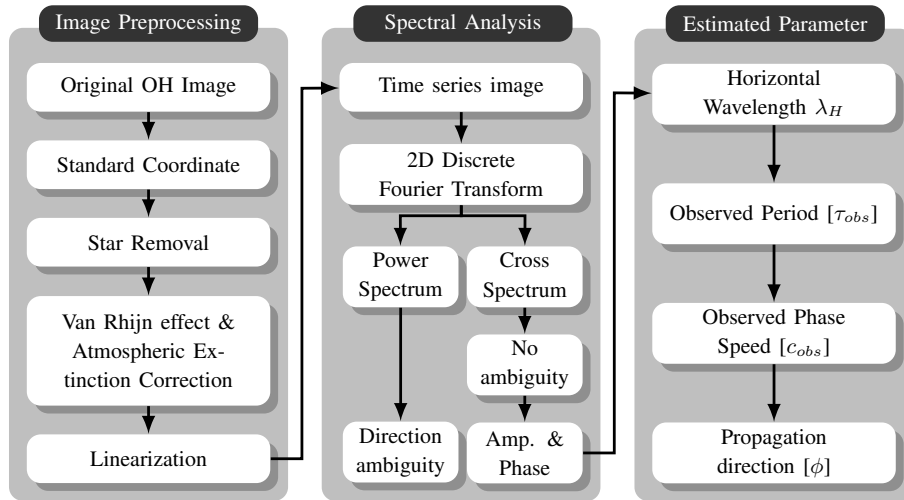 Image Preprocessing
Original OH Image
Standard Coordinate
Star Removal
Van Rhijn effect &
Atmospheric Ex-
tinction Correction
Linearization
Spectral Analysis
Time series image
2D Discrete
Fourier Transform
Power
Spectrum
Cross
Spectrum
No
ambiguity
Direction
ambiguity
Amp. &
Phase
Estimated Parameter
Horizontal
Wavelength λ_H
Observed Period [τ_obs]
Observed Phase
Speed [c_obs]
Propagation
direction [ϕ]